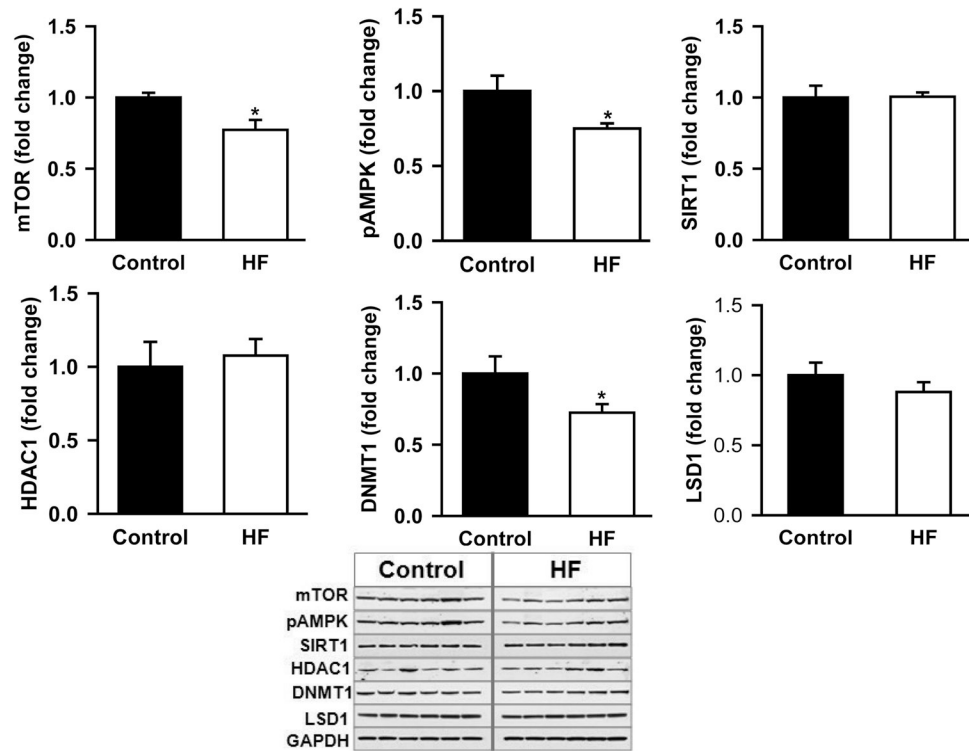 mTOR (fold change)
1.5
1.0
0.5
0.0
*
Control HF
pAMPK (fold change)
1.5
1.0
0.5
0.0
*
Control HF
SIRT1 (fold change)
1.5
1.0
0.5
0.0
Control HF
HDAC1 (fold change)
1.5
1.0
0.5
0.0
Control HF
DNMT1 (fold change)
1.5
1.0
0.5
0.0
*
Control HF
LSD1 (fold change)
1.5
1.0
0.5
0.0
Control HF
Control HF
mTOR
pAMPK
SIRT1
HDAC1
DNMT1
LSD1
GAPDH